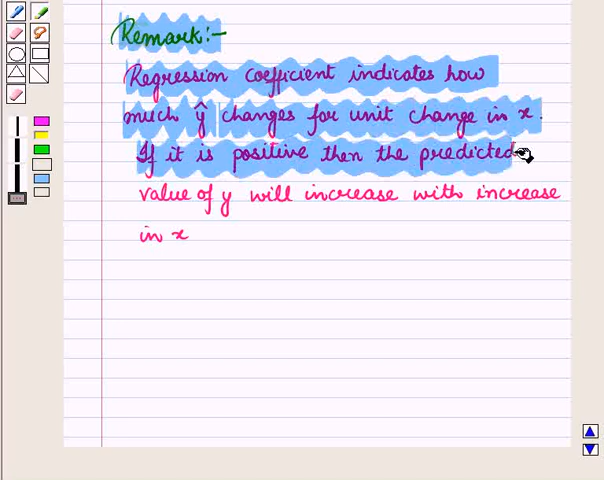 Remark:-
Regression coefficient indicates how
much ŷ changes for unit change in x.
If it is positive then the predicted
value of y will increase with increase
in x